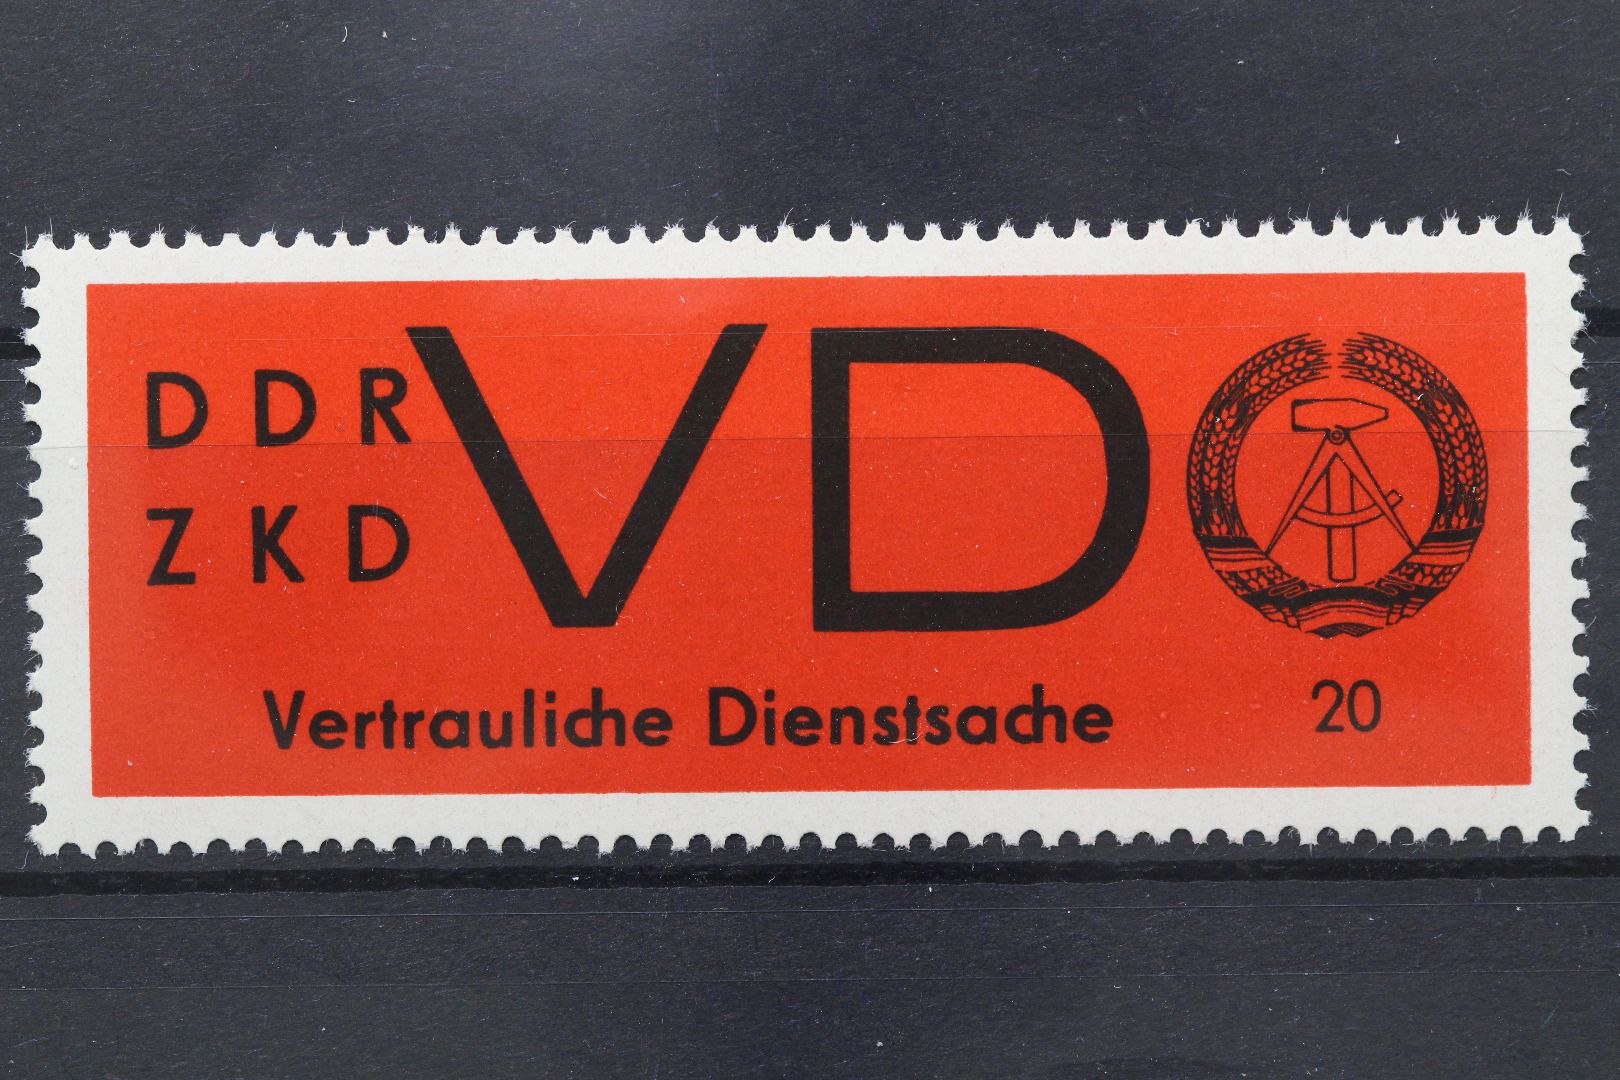 DDR
ZKD
VD
Vertrauliche Dienstsache
20